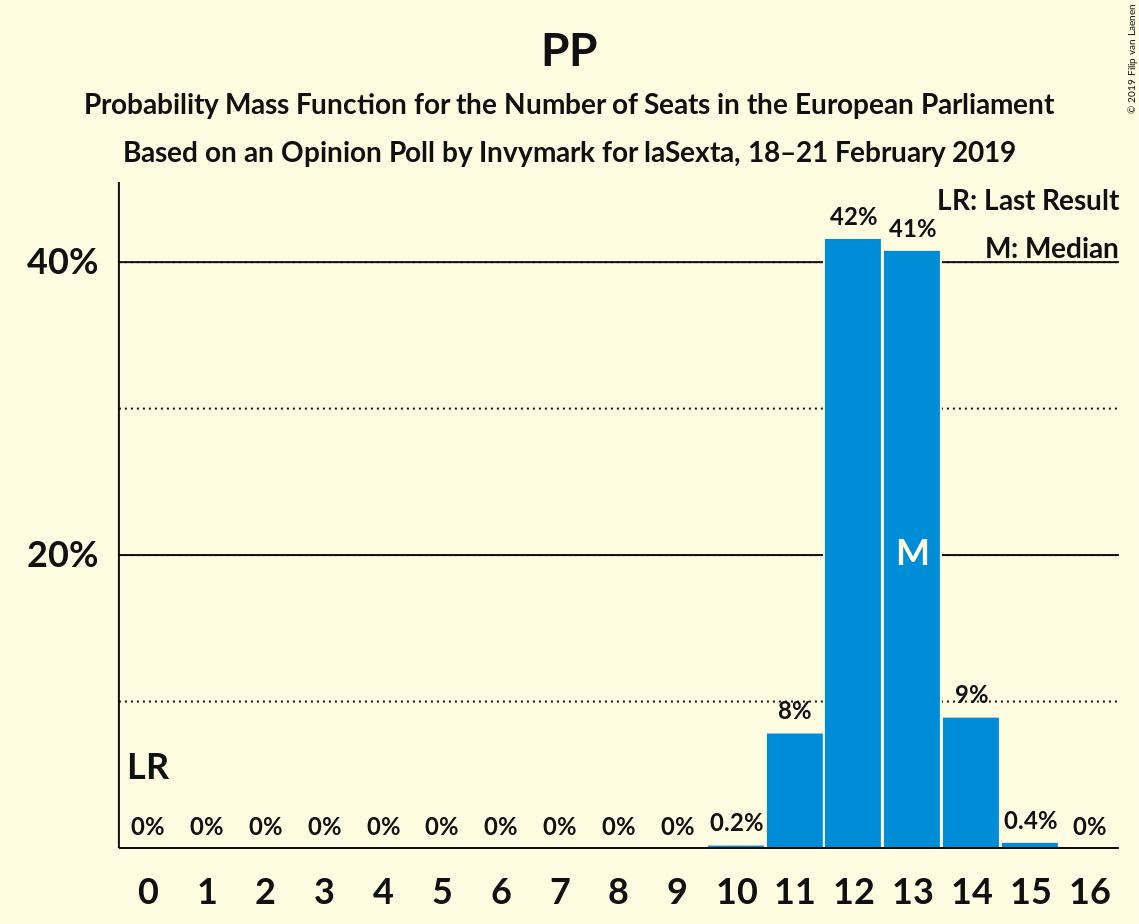 PP
Probability Mass Function for the Number of Seats in the European Parliament
Based on an Opinion Poll by Invymark for laSexta, 18–21 February 2019
© 2019 Filip van Laenen
LR: Last Result
M: Median
42%
41%
40%
M
20%
9%
8%
LR
0% 0% 0% 0% 0% 0% 0% 0% 0% 0% 0.2% 0.4% 0%
0 1 2 3 4 5 6 7 8 9 10 11 12 13 14 15 16